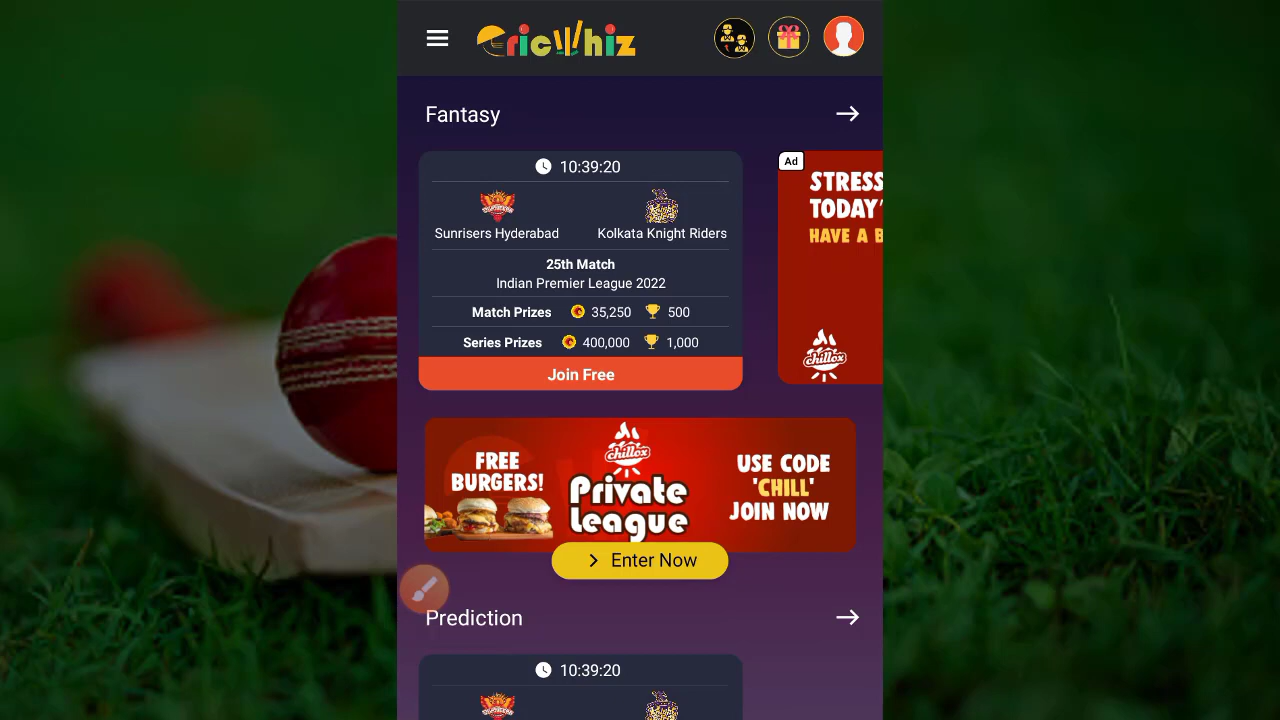 CricWhiz
Fantasy
10:39:20
Sunrisers Hyderabad
Kolkata Knight Riders
25th Match
Indian Premier League 2022
Match Prizes 35,250 500
Series Prizes 400,000 1,000
Join Free
Ad
STRESS
TODAY'
HAVE A B
chillox
FREE
BURGERS!
chillox
Private
League
USE CODE
'CHILL'
JOIN NOW
Enter Now
Prediction
10:39:20